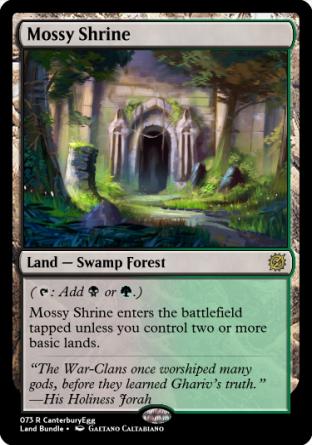 Mossy Shrine
Land — Swamp Forest
( : Add or .)
Mossy Shrine enters the battlefield
tapped unless you control two or more
basic lands.
“The War-Clans once worshiped many
gods, before they learned Ghariv’s truth.”
—His Holiness Jorah
073 R CanterburyEgg
Land Bundle • Gaetano Caltabiano